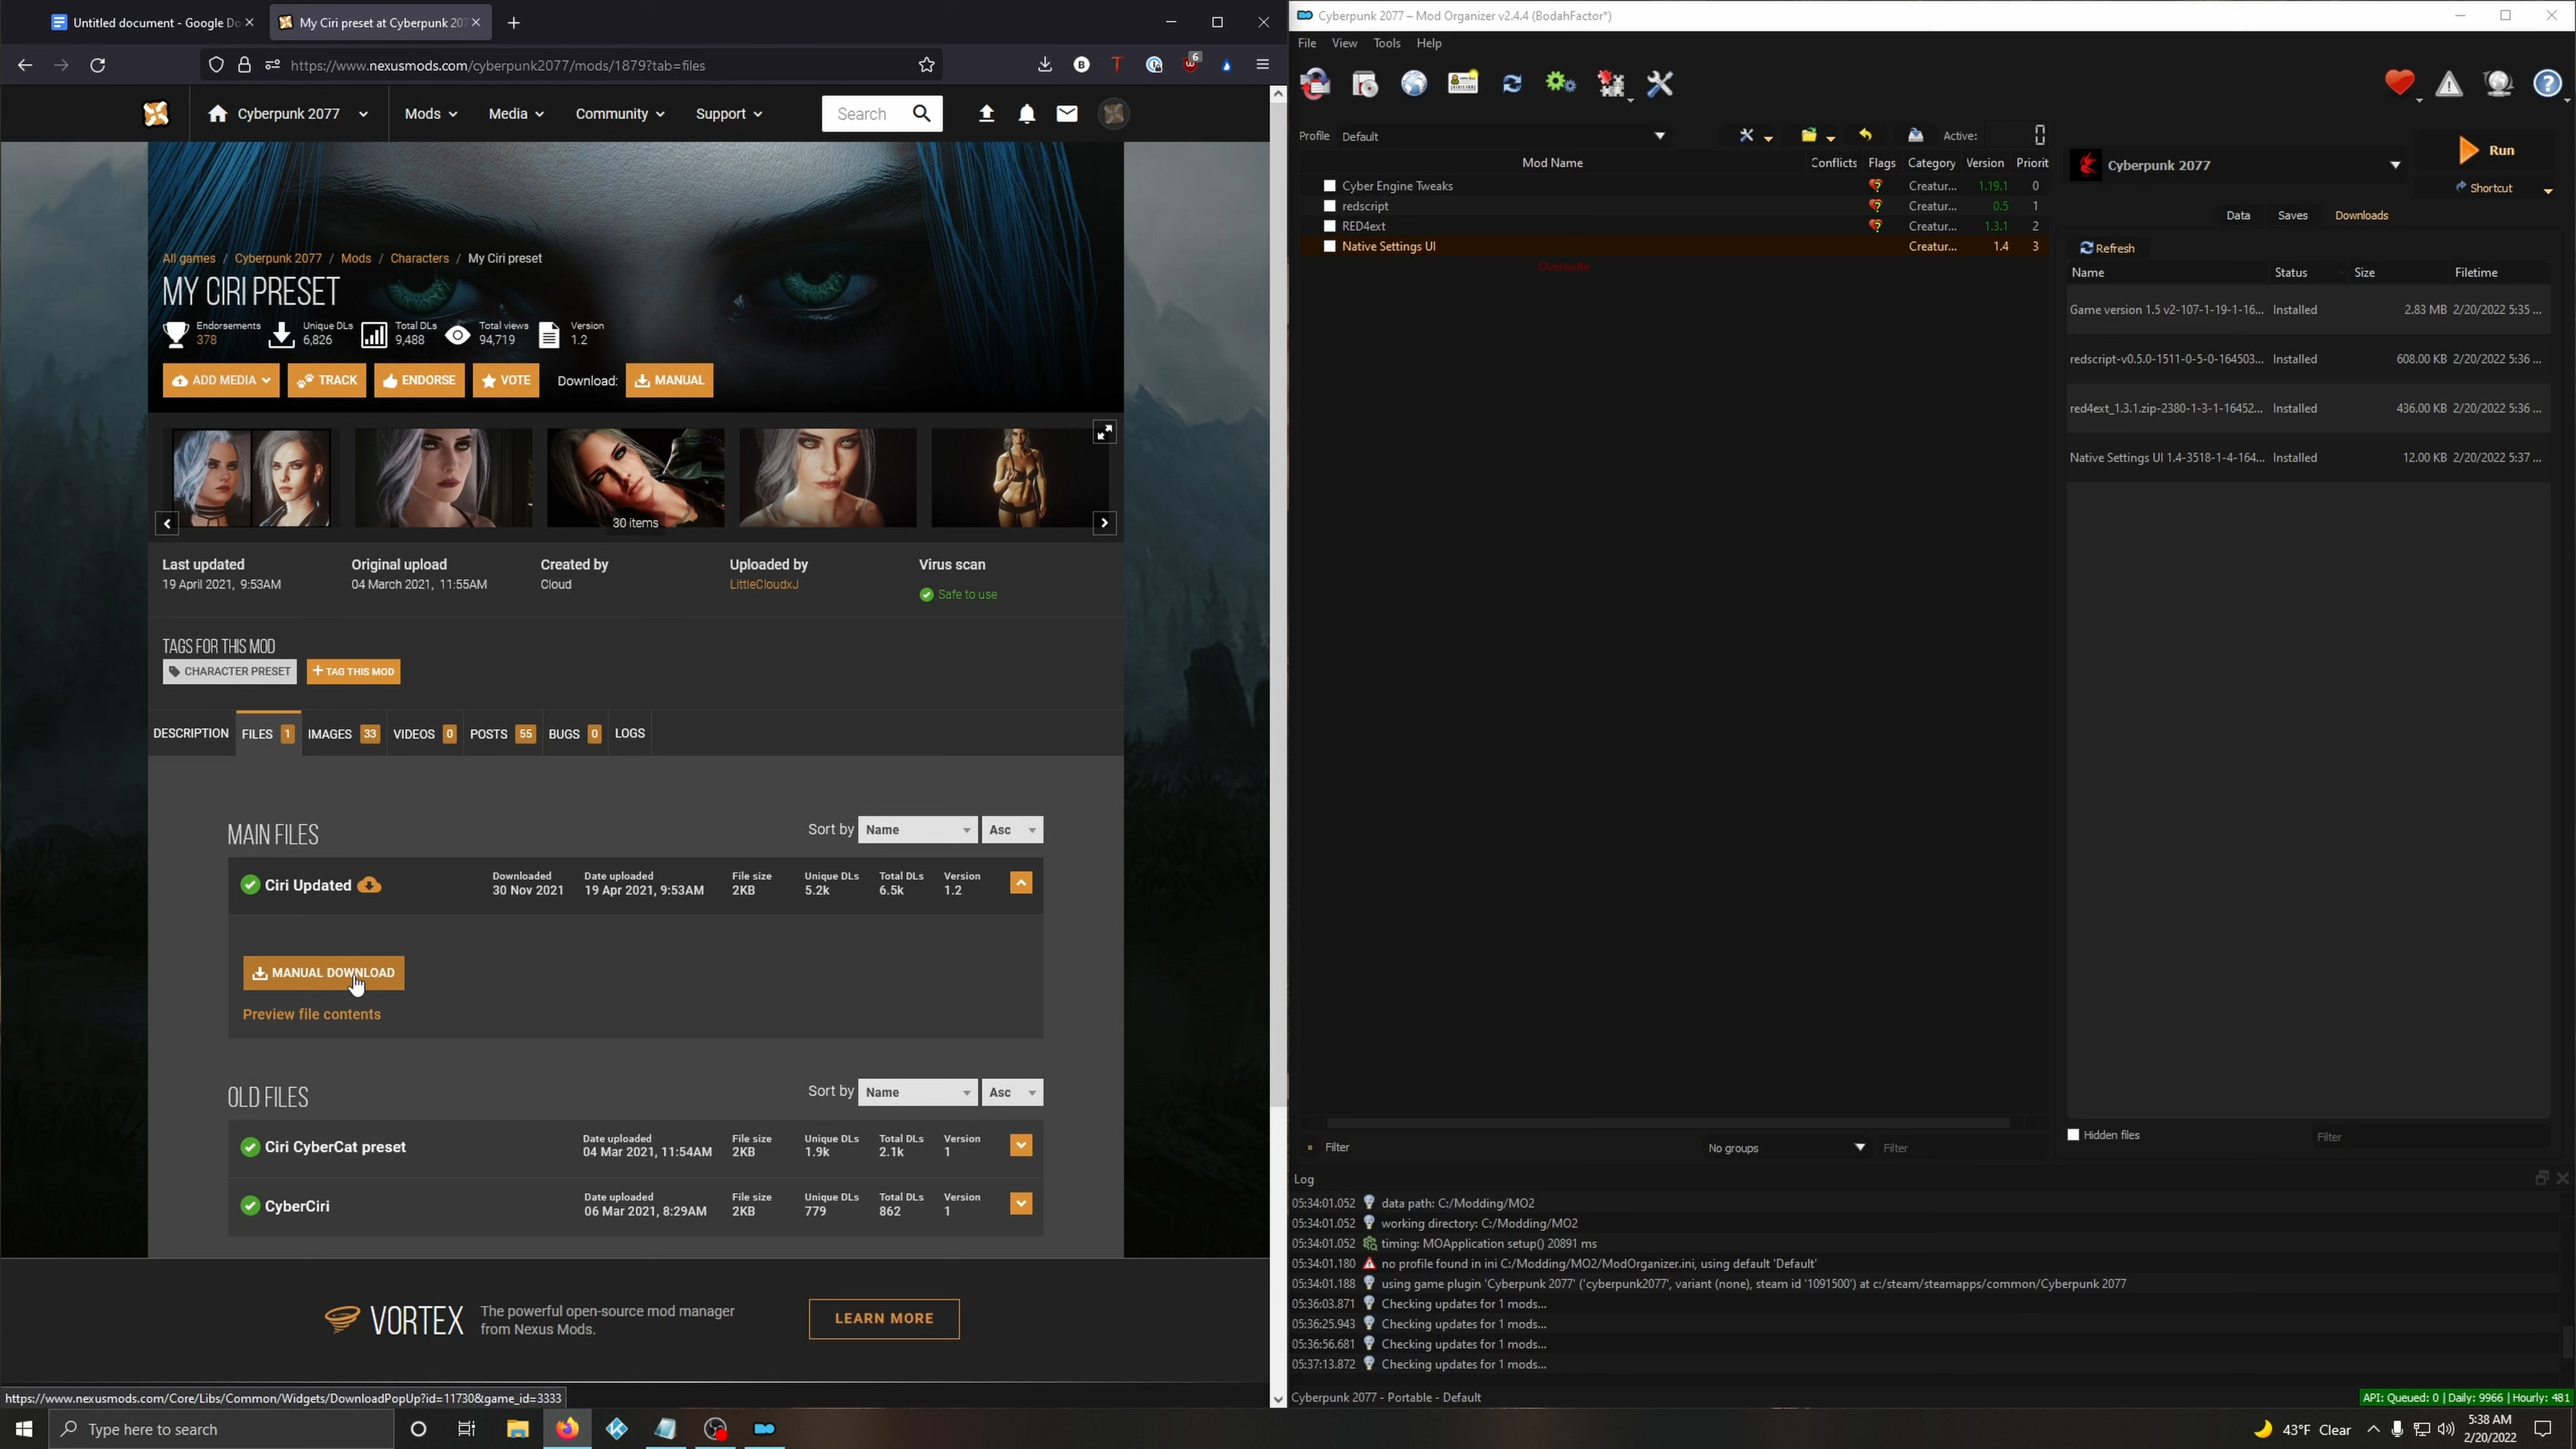 Untitled document - Google Do
My Ciri preset at Cyberpunk 207
https://www.nexusmods.com/cyberpunk2077/mods/1879?tab=files
6
Cyberpunk 2077
Mods
Media
Community
Support
Search
All games / Cyberpunk 2077 / Mods / Characters / My Ciri preset
MY CIRI PRESET
Endorsements
378
Unique DLs
6,826
Total DLs
9,488
Total views
94,719
Version
1.2
ADD MEDIA
TRACK
ENDORSE
VOTE
Download:
MANUAL
30 items
Last updated
19 April 2021, 9:53AM
Original upload
04 March 2021, 11:55AM
Created by
Cloud
Uploaded by
LittleCloudxJ
Virus scan
Safe to use
TAGS FOR THIS MOD
CHARACTER PRESET
+ TAG THIS MOD
DESCRIPTION
FILES 1
IMAGES 33
VIDEOS 0
POSTS 55
BUGS 0
LOGS
MAIN FILES
Sort by Name Asc
Ciri Updated
Downloaded
30 Nov 2021
Date uploaded
19 Apr 2021, 9:53AM
File size
2KB
Unique DLs
5.2k
Total DLs
6.5k
Version
1.2
MANUAL DOWNLOAD
Preview file contents
OLD FILES
Sort by Name Asc
Ciri CyberCat preset
Date uploaded
04 Mar 2021, 11:54AM
File size
2KB
Unique DLs
1.9k
Total DLs
2.1k
Version
1
CyberCiri
Date uploaded
06 Mar 2021, 8:29AM
File size
2KB
Unique DLs
779
Total DLs
862
Version
1
VORTEX
The powerful open-source mod manager
from Nexus Mods.
LEARN MORE
https://www.nexusmods.com/Core/Libs/Common/Widgets/DownloadPopUp?id=11730&game_id=3333
Cyberpunk 2077 – Mod Organizer v2.4.4 (BodahFactor*)
File View Tools Help
Profile Default
Active: 0
Mod Name Conflicts Flags Category Version Priorit
Cyber Engine Tweaks Creatur... 1.19.1 0
redscript Creatur... 0.5 1
RED4ext Creatur... 1.3.1 2
Native Settings UI Creatur... 1.4 3
Overwrite
Cyberpunk 2077
Run
Shortcut
Data Saves Downloads
Refresh
Name Status Size Filetime
Game version 1.5 v2-107-1-19-1-16... Installed 2.83 MB 2/20/2022 5:35 ...
redscript-v0.5.0-1511-0-5-0-164503... Installed 608.00 KB 2/20/2022 5:36 ...
red4ext_1.3.1.zip-2380-1-3-1-16452... Installed 436.00 KB 2/20/2022 5:36 ...
Native Settings UI 1.4-3518-1-4-164... Installed 12.00 KB 2/20/2022 5:37 ...
Filter
No groups
Filter
Hidden files
Filter
Log
05:34:01.052 data path: C:/Modding/MO2
05:34:01.052 working directory: C:/Modding/MO2
05:34:01.052 timing: MOApplication setup() 20891 ms
05:34:01.180 no profile found in ini C:/Modding/MO2/ModOrganizer.ini, using default 'Default'
05:34:01.188 using game plugin 'Cyberpunk 2077' ('cyberpunk2077', variant (none), steam id '1091500') at c:/steam/steamapps/common/Cyberpunk 2077
05:36:03.871 Checking updates for 1 mods...
05:36:25.943 Checking updates for 1 mods...
05:36:56.681 Checking updates for 1 mods...
05:37:13.872 Checking updates for 1 mods...
Cyberpunk 2077 - Portable - Default
API: Queued: 0 | Daily: 9966 | Hourly: 481
Type here to search
43°F Clear
5:38 AM
2/20/2022